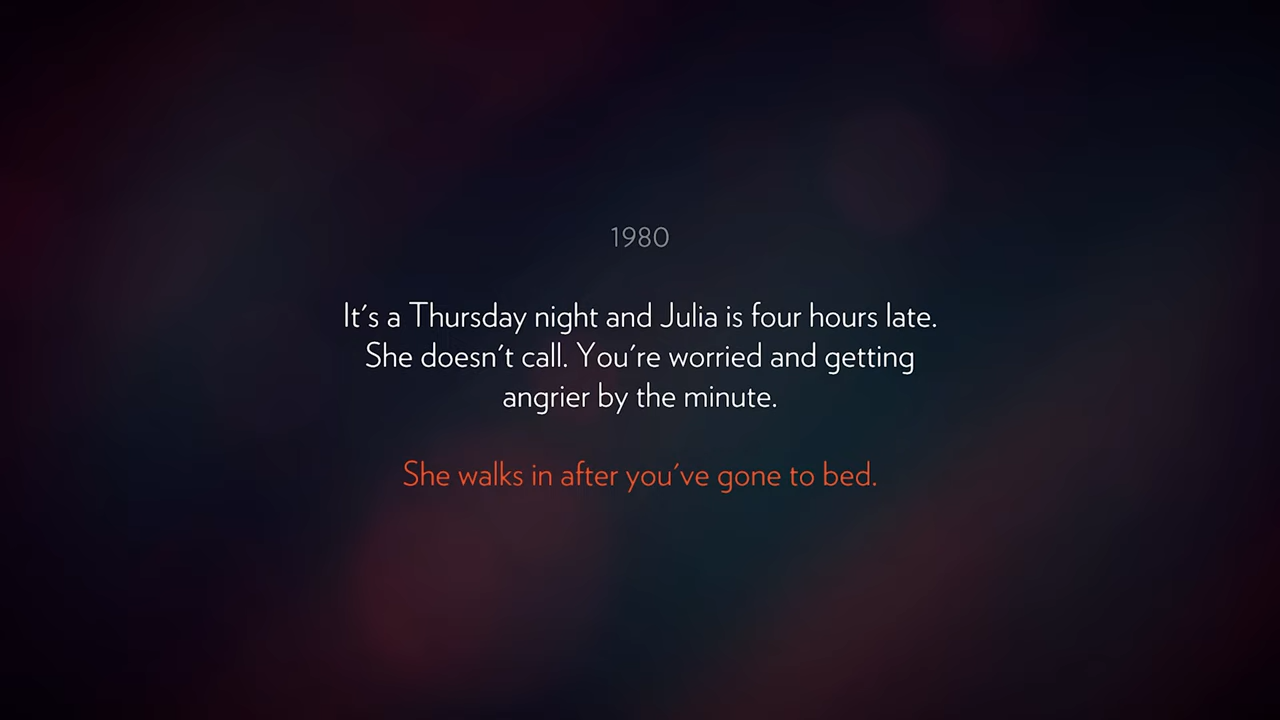 1980
It's a Thursday night and Julia is four hours late.
She doesn't call. You're worried and getting
angrier by the minute.
She walks in after you've gone to bed.